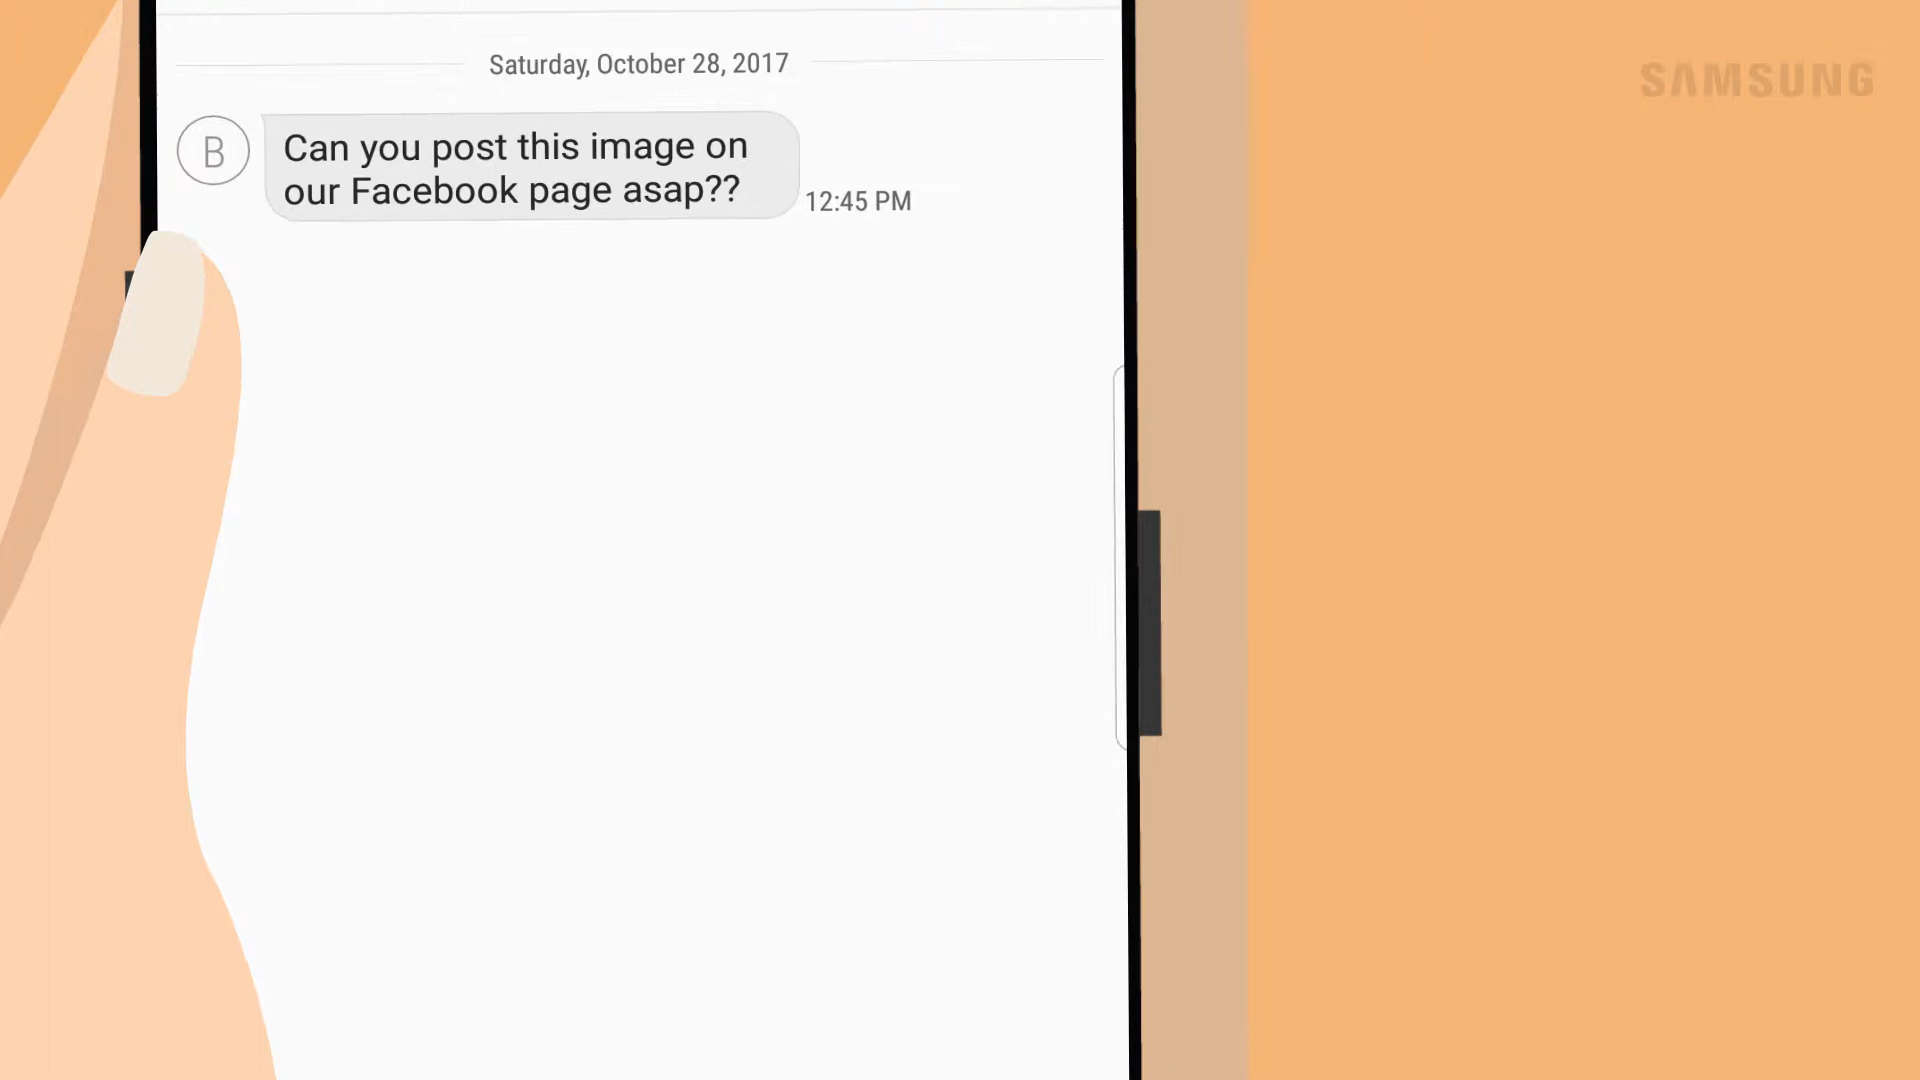 SAMSUNG
Saturday, October 28, 2017
B
Can you post this image on
our Facebook page asap??
12:45 PM